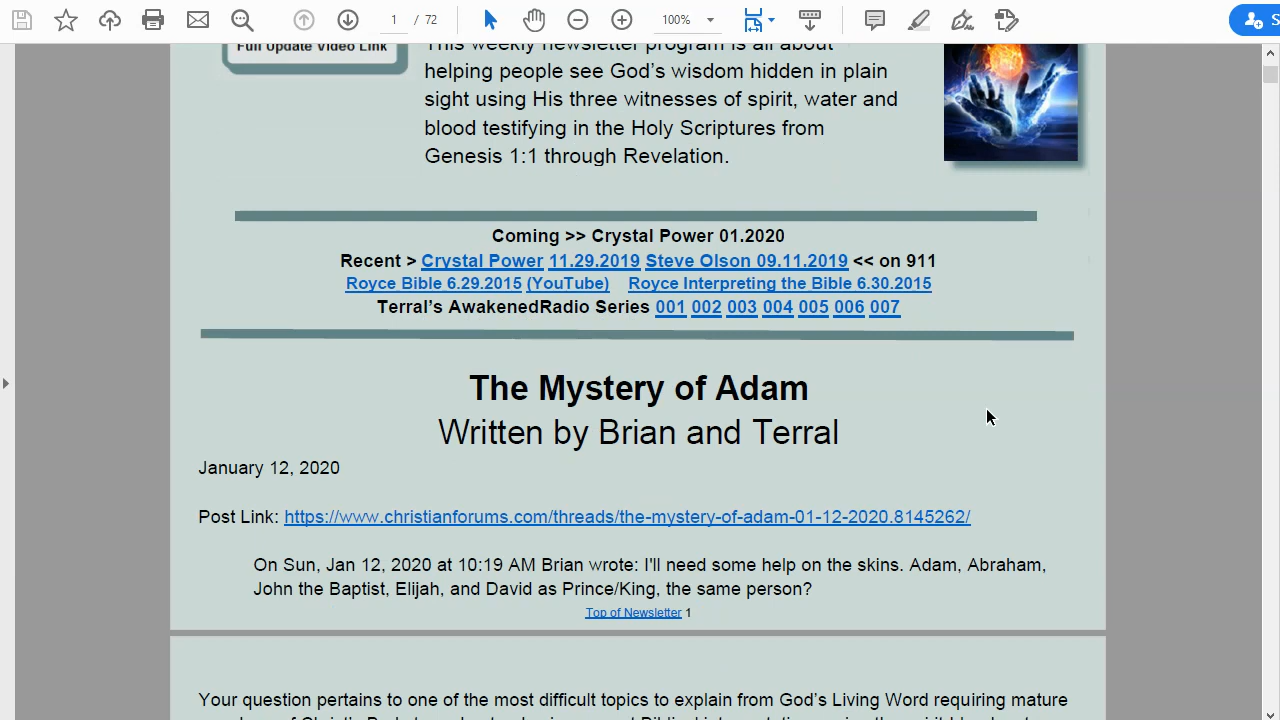 1 / 72
100%
S
Full Update Video Link
This weekly newsletter program is all about
helping people see God's wisdom hidden in plain
sight using His three witnesses of spirit, water and
blood testifying in the Holy Scriptures from
Genesis 1:1 through Revelation.
Coming >> Crystal Power 01.2020
Recent > Crystal Power 11.29.2019 Steve Olson 09.11.2019 << on 911
Royce Bible 6.29.2015 (YouTube) Royce Interpreting the Bible 6.30.2015
Terral's AwakenedRadio Series 001 002 003 004 005 006 007
The Mystery of Adam
Written by Brian and Terral
January 12, 2020
Post Link: https://www.christianforums.com/threads/the-mystery-of-adam-01-12-2020.8145262/
On Sun, Jan 12, 2020 at 10:19 AM Brian wrote: I'll need some help on the skins. Adam, Abraham,
John the Baptist, Elijah, and David as Prince/King, the same person?
Top of Newsletter 1
Your question pertains to one of the most difficult topics to explain from God's Living Word requiring mature